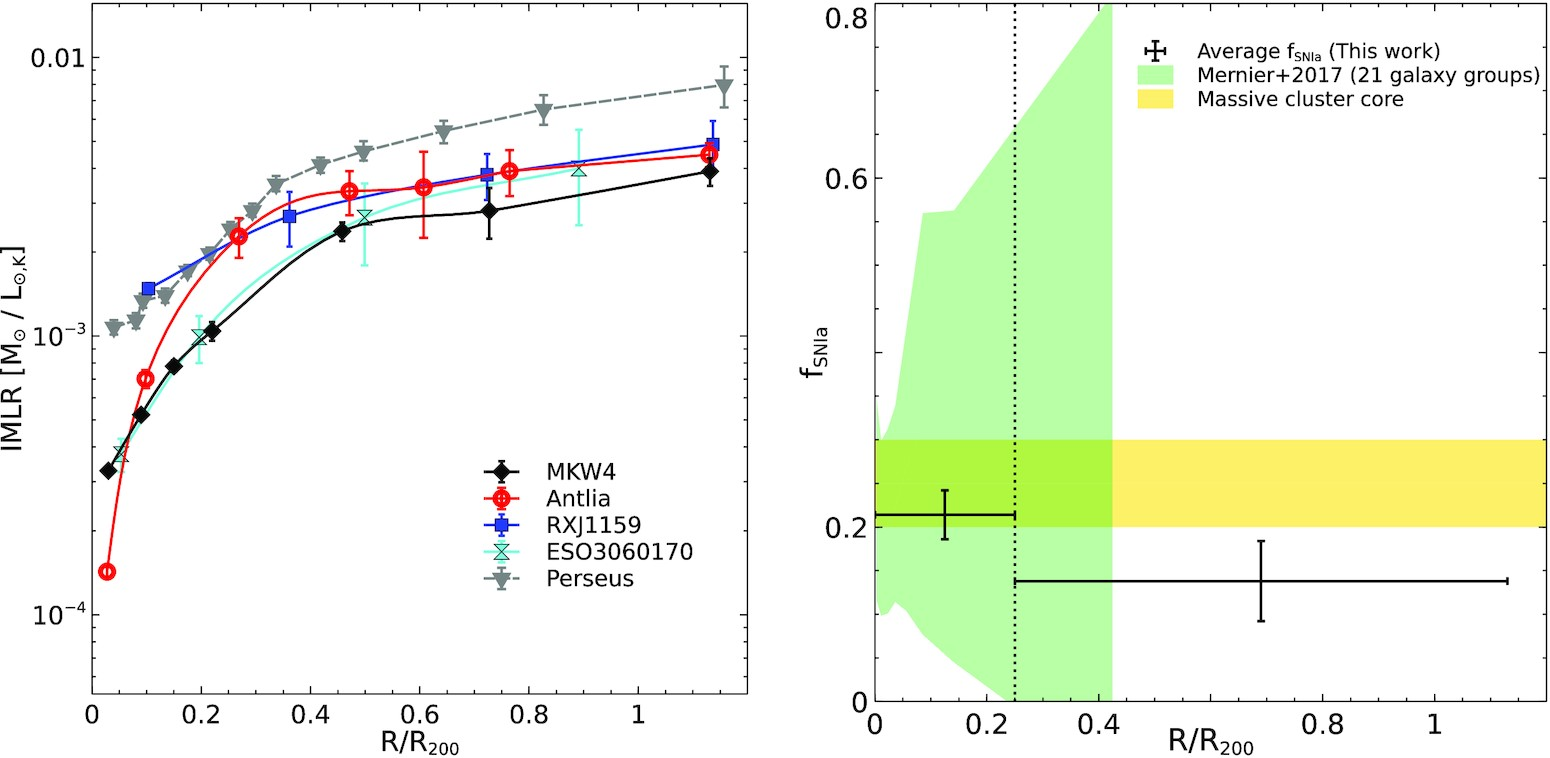 0.01
10⁻³
10⁻⁴
IMLR [M⊙ / L⊙,K]
MKW4
Antlia
RXJ1159
ESO3060170
Perseus
0 0.2 0.4 0.6 0.8 1
R/R₂₀₀
0.8
0.6
0.2
0
fSNIa
Average fSNIa (This work)
Mernier+2017 (21 galaxy groups)
Massive cluster core
0 0.2 0.4 0.8 1
R/R₂₀₀